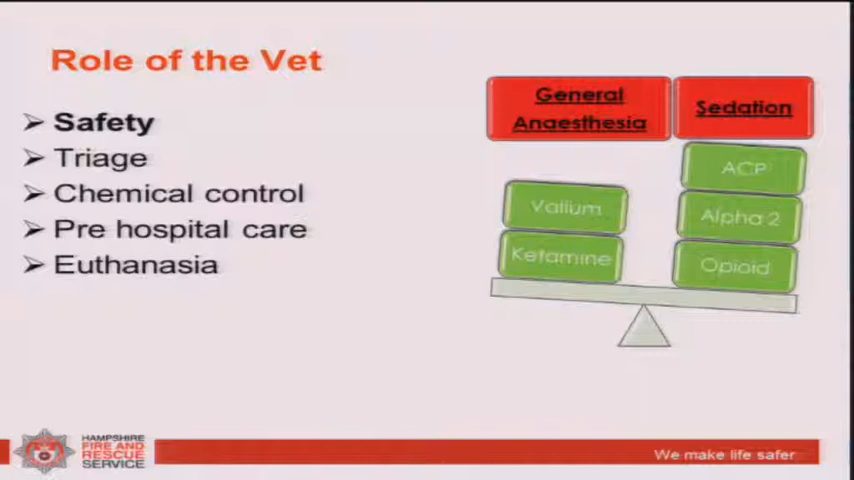 Role of the Vet
Safety
Triage
Chemical control
Pre hospital care
Euthanasia
General
Anaesthesia
Sedation
ACP
Valium
Alpha 2
Ketamine
Opioid
HAMPSHIRE
FIRE AND
RESCUE
SERVICE
We make life safer